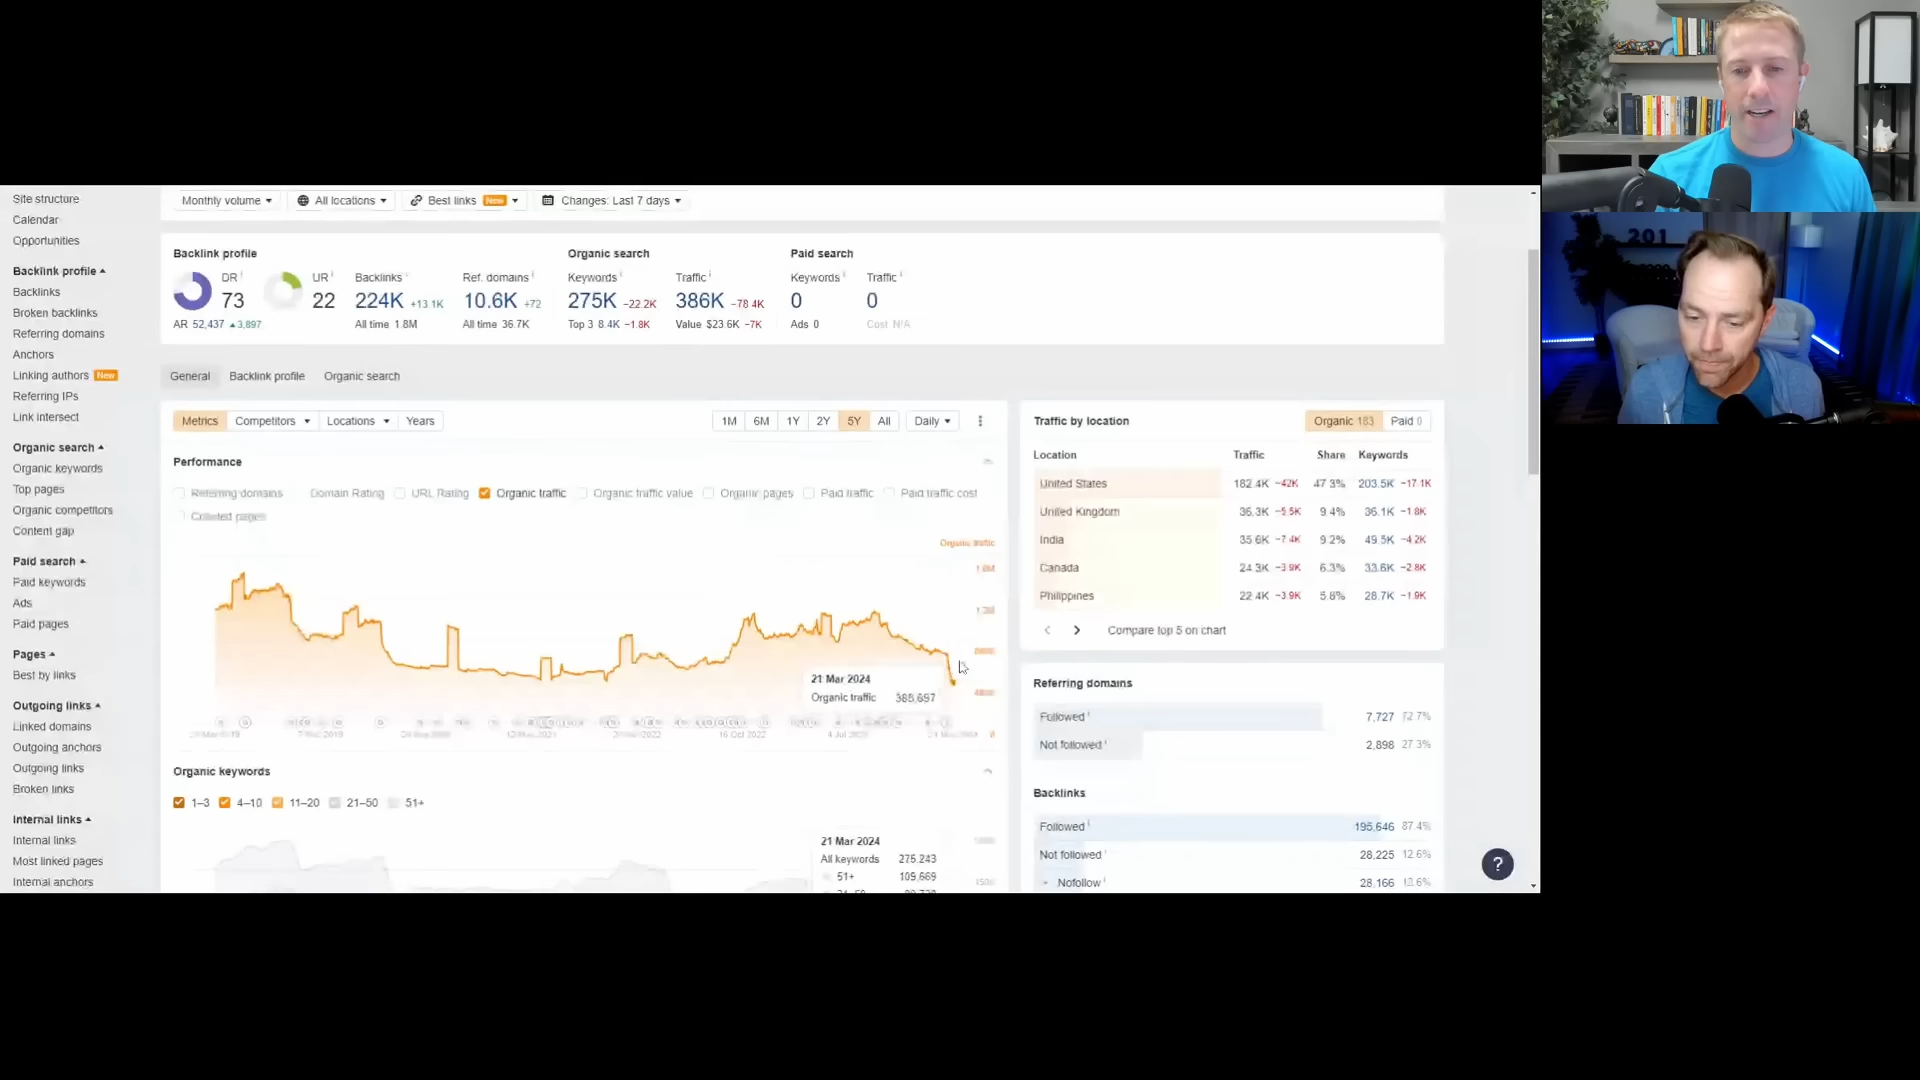 Site structure
Calendar
Opportunities
Backlink profile
Backlinks
Broken backlinks
Referring domains
Anchors
Linking authors New
Referring IPs
Link intersect
Organic search
Organic keywords
Top pages
Organic competitors
Content gap
Paid search
Paid keywords
Ads
Paid pages
Pages
Best by links
Outgoing links
Linked domains
Outgoing anchors
Outgoing links
Broken links
Internal links
Internal links
Most linked pages
Internal anchors
Monthly volume All locations Best links New Changes: Last 7 days
Backlink profile Organic search Paid search
DR UR Backlinks Ref. domains Keywords Traffic Keywords Traffic
73 22 224K +13.1K 10.6K +72 275K −22.2K 386K −78.4K 0 0
AR 52,437 3,897 All time 1.8M All time 36.7K Top 3 8.4K −1.8K Value $23.6K −7K Ads 0 Cost N/A
General Backlink profile Organic search
Metrics Competitors Locations Years 1M 6M 1Y 2Y 5Y All Daily
Performance
Referring domains Domain Rating URL Rating Organic traffic Organic traffic value Organic pages Paid traffic Paid traffic cost
Crawled pages
Organic traffic
21 Mar 2024
Organic traffic
16 Oct 2022
Organic keywords
1–3 4–10 11–20 21–50 51+
21 Mar 2024
All keywords 275,243
51+ 109,669
Traffic by location Organic 183 Paid 0
Location Traffic Share Keywords
United States 182.4K −42K 47.3% 203.5K −17.1K
United Kingdom 36.3K −5.5K 9.4% 36.1K −1.8K
India 35.6K −7.4K 9.2% 49.5K −4.2K
Canada 24.3K −3.9K 6.3% 33.6K −2.8K
Philippines 22.4K −3.9K 5.8% 28.7K −1.9K
Compare top 5 on chart
Referring domains
Followed 7,727 72.7%
Not followed 2,898 27.3%
Backlinks
Followed 195,646 87.4%
Not followed 28,225 12.6%
Nofollow 28,166 12.6%
?
201